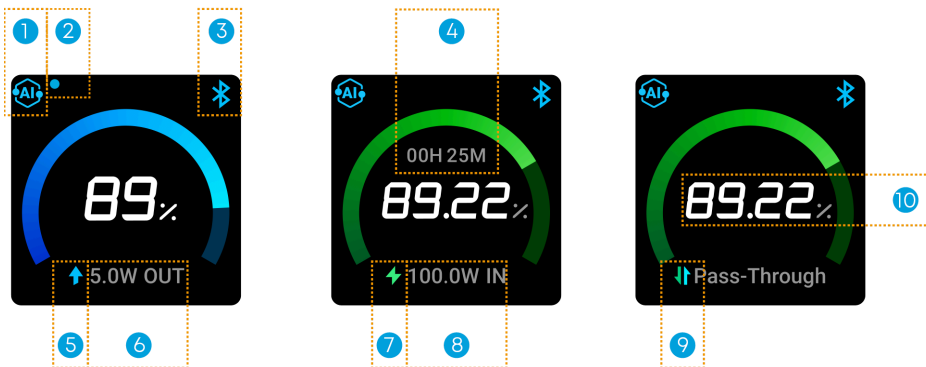 1 2 3 4
AI AI AI
00H 25M
89% 89.22% 89.22% 10
5.0W OUT 100.0W IN Pass-Through
5 6 7 8 9